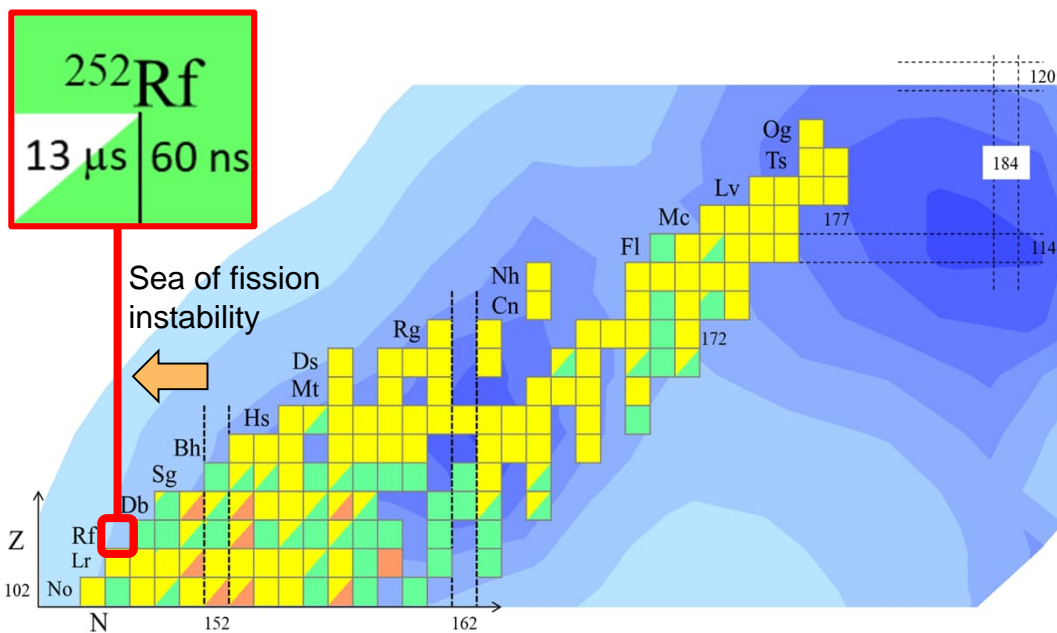 ²⁵²Rf
13 μs 60 ns
Sea of fission
instability
120
Og
Ts
184
Lv
177
Mc
114
Fl
Nh
Cn
Rg
172
Ds
Mt
Hs
Bh
Sg
Db
Z
Rf
Lr
102
No
N
152
162